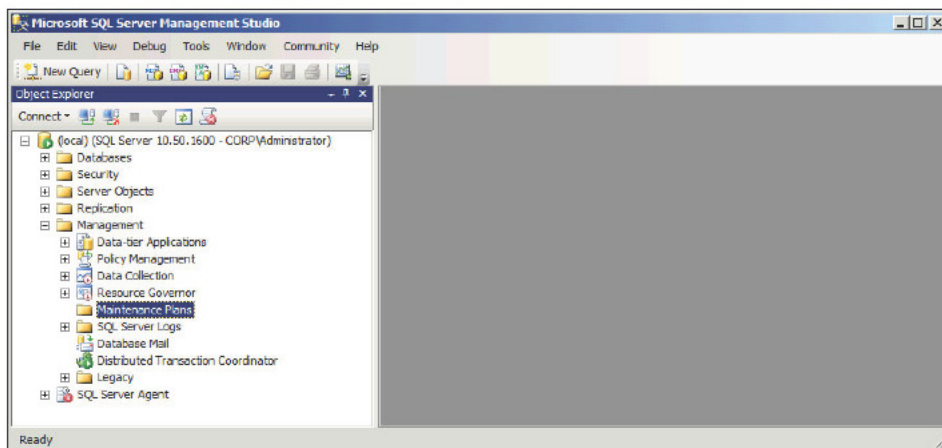 Microsoft SQL Server Management Studio
File Edit View Debug Tools Window Community Help
New Query
Object Explorer
Connect
(local) (SQL Server 10.50.1600 - CORP\Administrator)
Databases
Security
Server Objects
Replication
Management
Data-tier Applications
Policy Management
Data Collection
Resource Governor
Maintenance Plans
SQL Server Logs
Database Mail
Distributed Transaction Coordinator
Legacy
SQL Server Agent
Ready